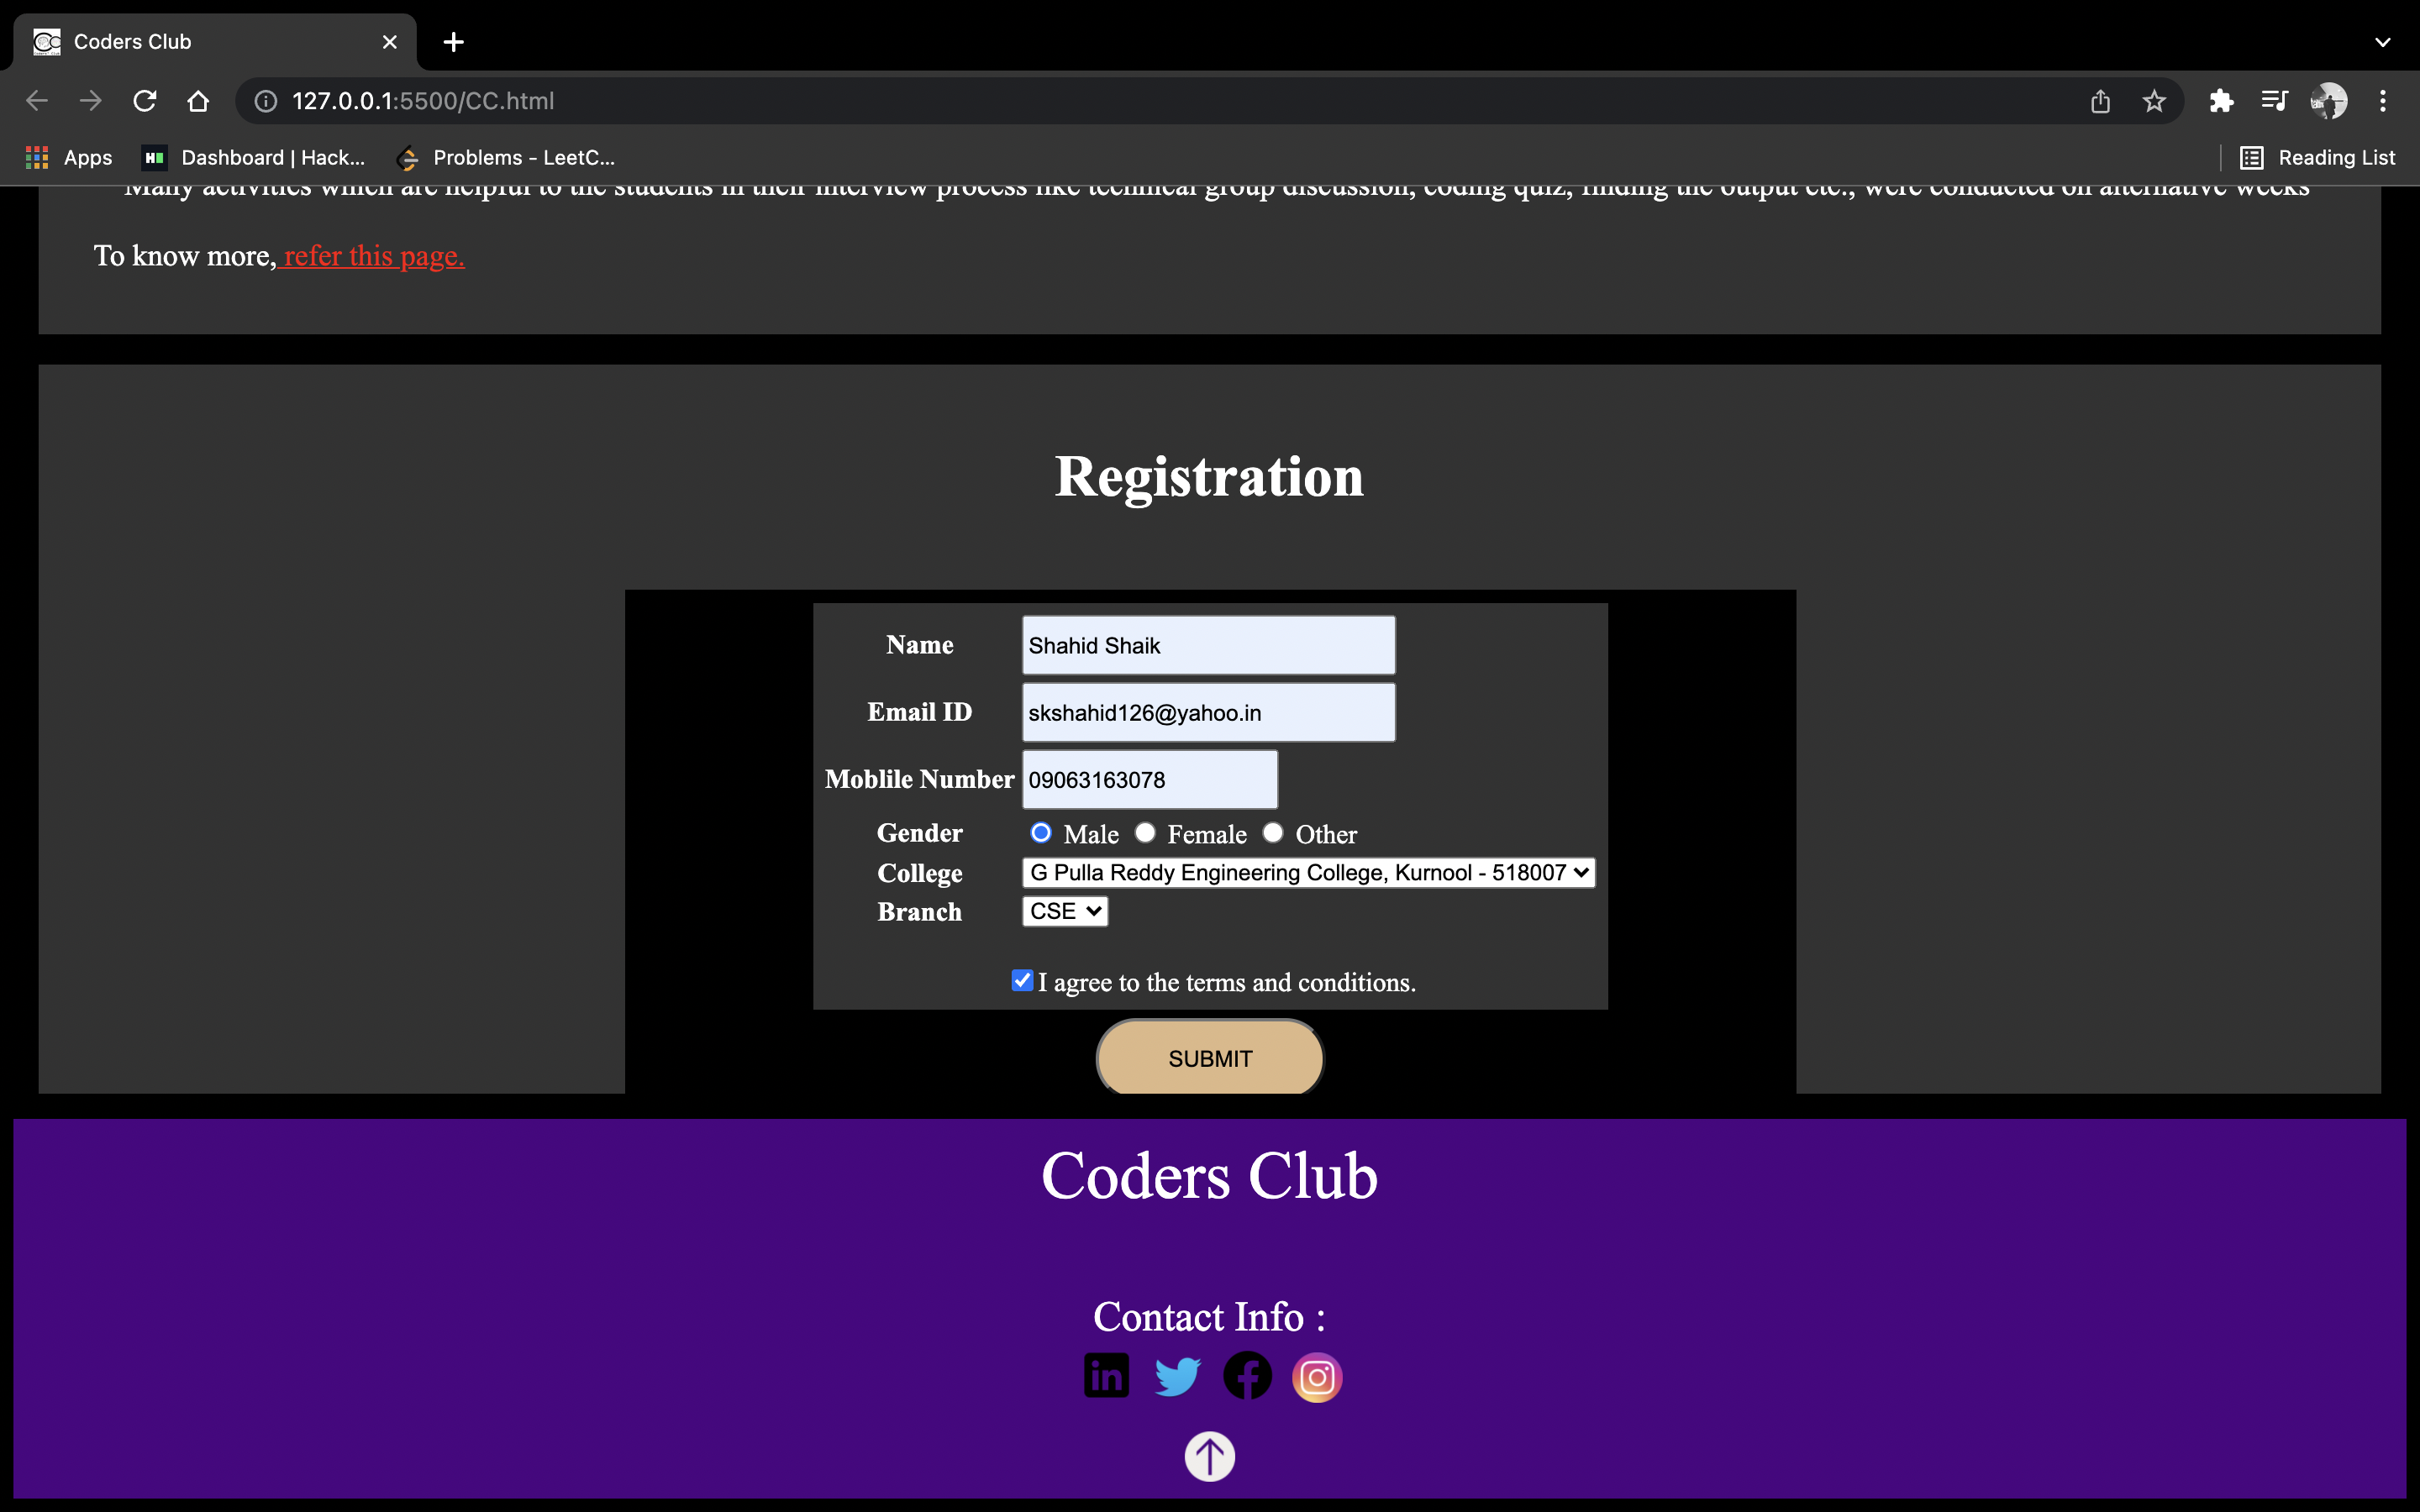 Coders Club
127.0.0.1:5500/CC.html
Apps Dashboard | Hack... Problems - LeetC... Reading List
Many activities which are helpful to the students in their interview process like technical group discussion, coding quiz, finding the output etc., were conducted on alternative weeks
To know more, refer this page.
Registration
Name Shahid Shaik
Email ID skshahid126@yahoo.in
Moblile Number 09063163078
Gender Male Female Other
College G Pulla Reddy Engineering College, Kurnool - 518007
Branch CSE
I agree to the terms and conditions.
SUBMIT
Coders Club
Contact Info :